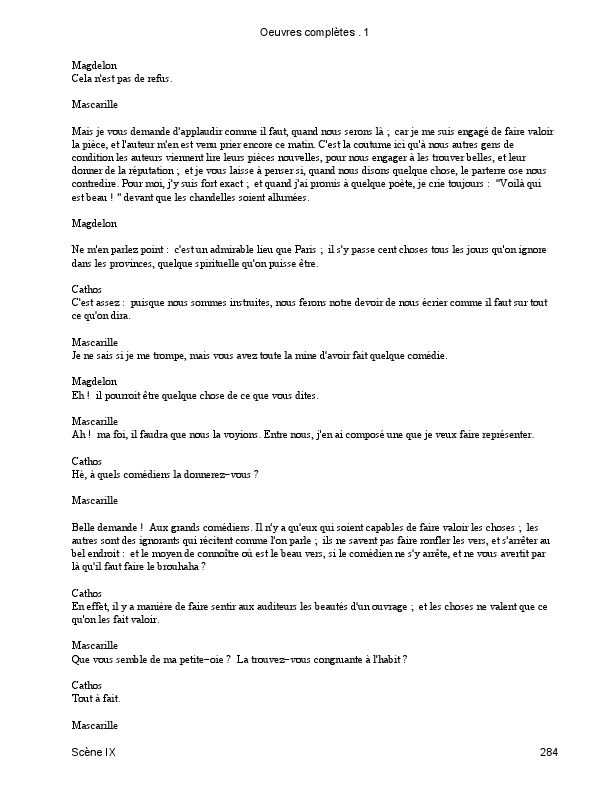 Oeuvres complètes . 1
Magdelon
Cela n'est pas de refus.
Mascarille
Mais je vous demande d'applaudir comme il faut, quand nous serons là ; car je me suis engagé de faire valoir
la pièce, et l'auteur m'en est venu prier encore ce matin. C'est la coutume ici qu'à nous autres gens de
condition les auteurs viennent lire leurs pièces nouvelles, pour nous engager à les trouver belles, et leur
donner de la réputation ; et je vous laisse à penser si, quand nous disons quelque chose, le parterre ose nous
contredire. Pour moi, j'y suis fort exact ; et quand j'ai promis à quelque poète, je crie toujours : "Voilà qui
est beau ! " devant que les chandelles soient allumées.
Magdelon
Ne m'en parlez point : c'est un admirable lieu que Paris ; il s'y passe cent choses tous les jours qu'on ignore
dans les provinces, quelque spirituelle qu'on puisse être.
Cathos
C'est assez : puisque nous sommes instruites, nous ferons notre devoir de nous écrier comme il faut sur tout
ce qu'on dira.
Mascarille
Je ne sais si je me trompe, mais vous avez toute la mine d'avoir fait quelque comédie.
Magdelon
Eh ! il pourroit être quelque chose de ce que vous dites.
Mascarille
Ah ! ma foi, il faudra que nous la voyions. Entre nous, j'en ai composé une que je veux faire représenter.
Cathos
Hé, à quels comédiens la donnerez-vous ?
Mascarille
Belle demande ! Aux grands comédiens. Il n'y a qu'eux qui soient capables de faire valoir les choses ; les
autres sont des ignorants qui récitent comme l'on parle ; ils ne savent pas faire ronfler les vers, et s'arrêter au
bel endroit : et le moyen de connoître où est le beau vers, si le comédien ne s'y arrête, et ne vous avertit par
là qu'il faut faire le brouhaha ?
Cathos
En effet, il y a manière de faire sentir aux auditeurs les beautés d'un ouvrage ; et les choses ne valent que ce
qu'on les fait valoir.
Mascarille
Que vous semble de ma petite-oie ? La trouvez-vous congruante à l'habit ?
Cathos
Tout à fait.
Mascarille
Scène IX
284